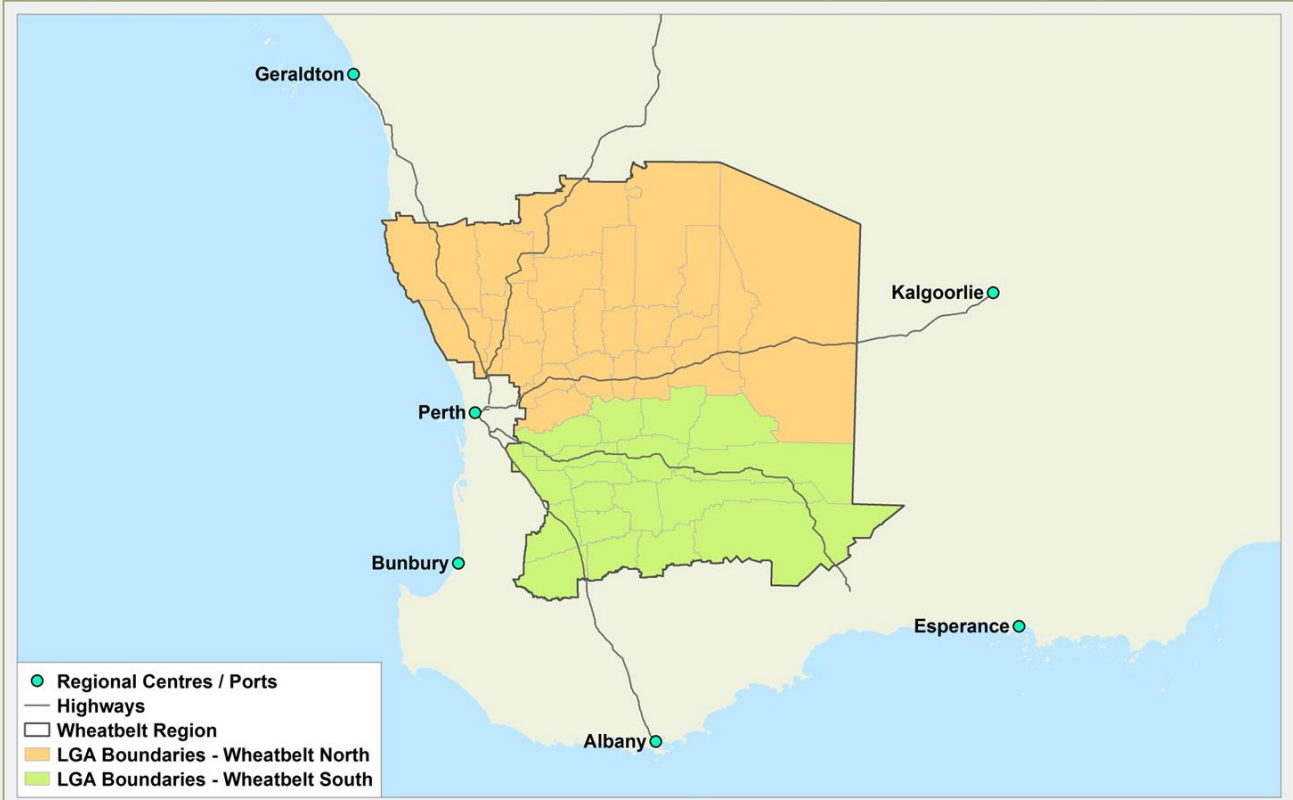 Geraldton
Kalgoorlie
Perth
Bunbury
Esperance
Albany
Regional Centres / Ports
Highways
Wheatbelt Region
LGA Boundaries - Wheatbelt North
LGA Boundaries - Wheatbelt South